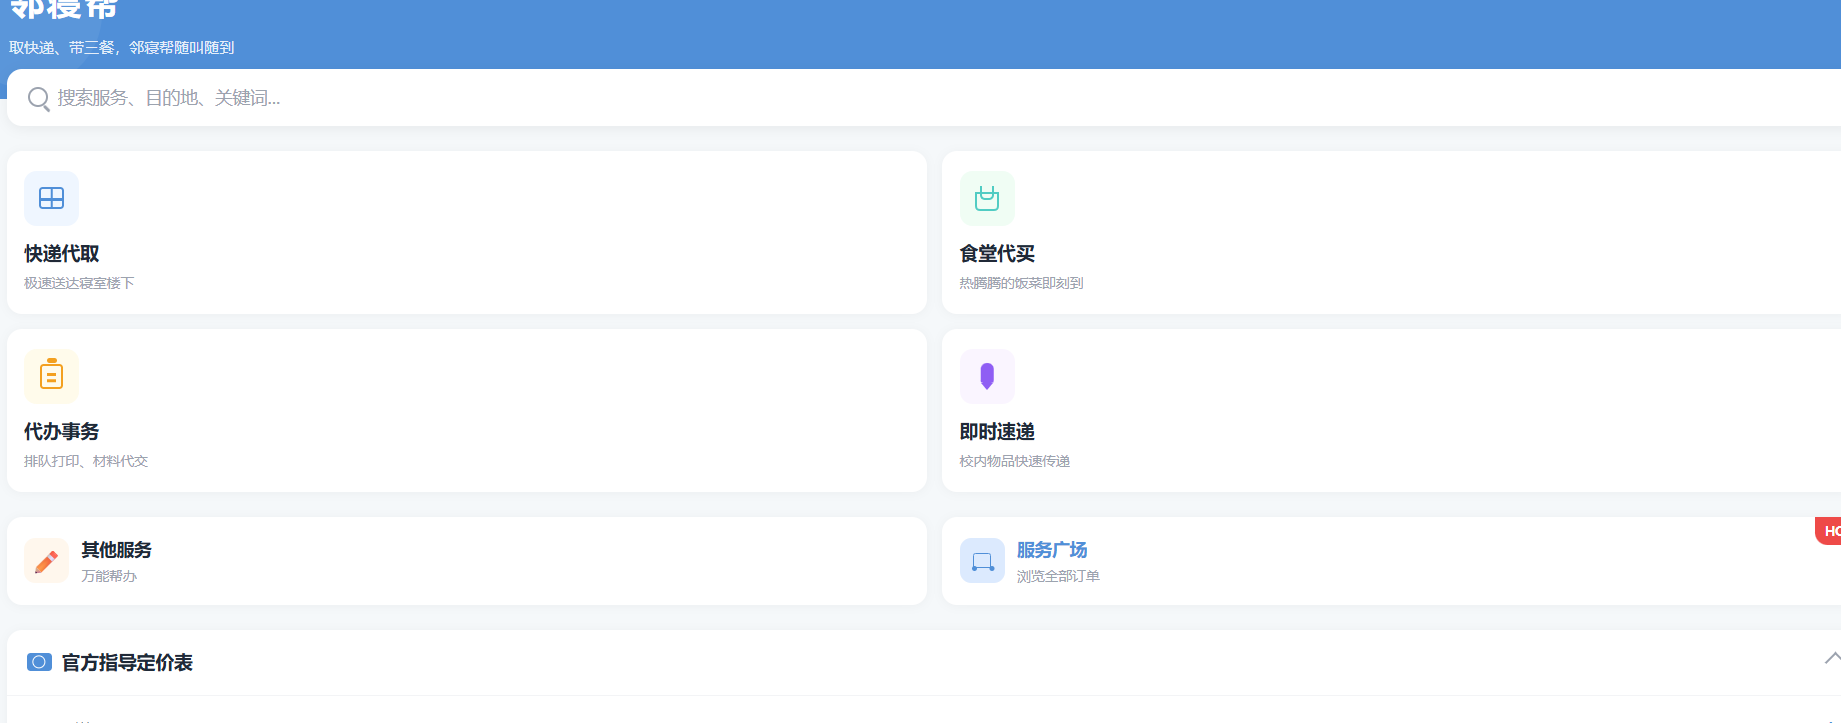 邻寝帮
取快递、带三餐，邻寝帮随叫随到
搜索服务、目的地、关键词...
快递代取
极速送达寝室楼下
食堂代买
热腾腾的饭菜即刻到
代办事务
排队打印、材料代交
即时速递
校内物品快速传递
其他服务
万能帮办
服务广场
浏览全部订单
HO
官方指导定价表